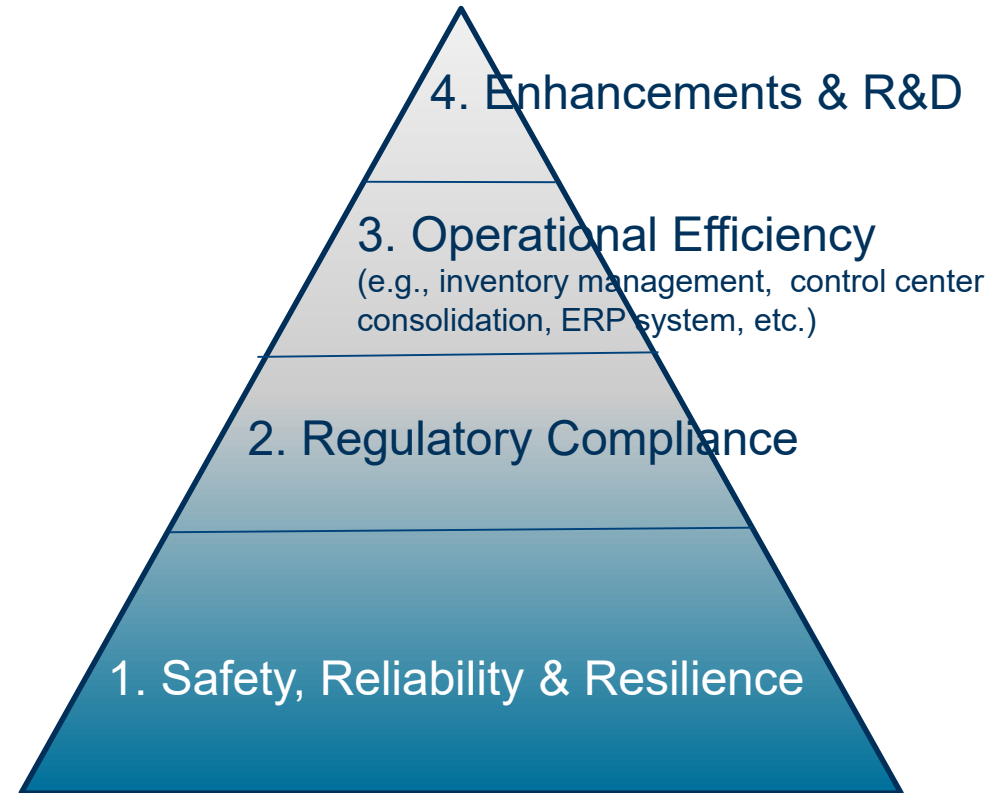 4. Enhancements & R&D
3. Operational Efficiency
(e.g., inventory management,  control center
consolidation, ERP system, etc.)
2. Regulatory Compliance
1. Safety, Reliability & Resilience